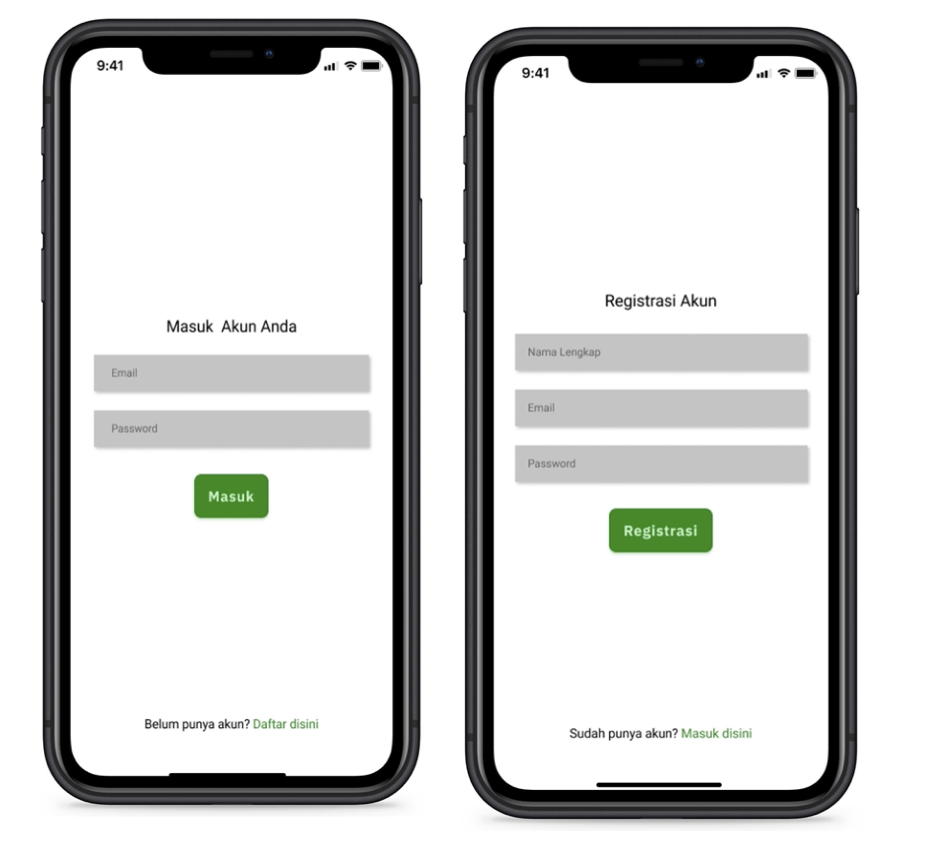 9:41
Masuk  Akun Anda
Email
Password
Masuk
Belum punya akun? Daftar disini
9:41
Registrasi Akun
Nama Lengkap
Email
Password
Registrasi
Sudah punya akun? Masuk disini